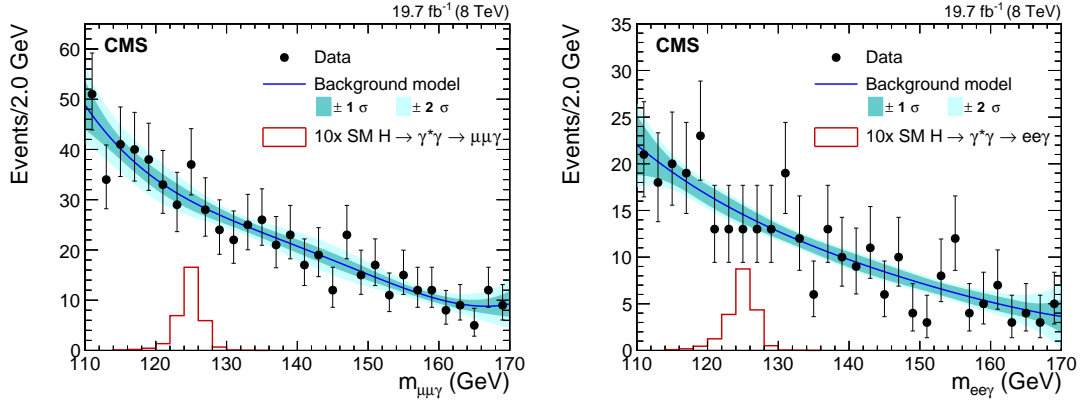 19.7 fb⁻¹ (8 TeV)
CMS
Data
Background model
± 1 σ ± 2 σ
10x SM H → γ*γ → μμγ
Events/2.0 GeV
60
50
40
30
20
10
0
110 120 130 140 150 160 170
m_μμγ (GeV)
19.7 fb⁻¹ (8 TeV)
CMS
Data
Background model
± 1 σ ± 2 σ
10x SM H → γ*γ → eeγ
Events/2.0 GeV
35
30
25
20
15
10
5
0
110 120 130 140 150 160 170
m_eeγ (GeV)